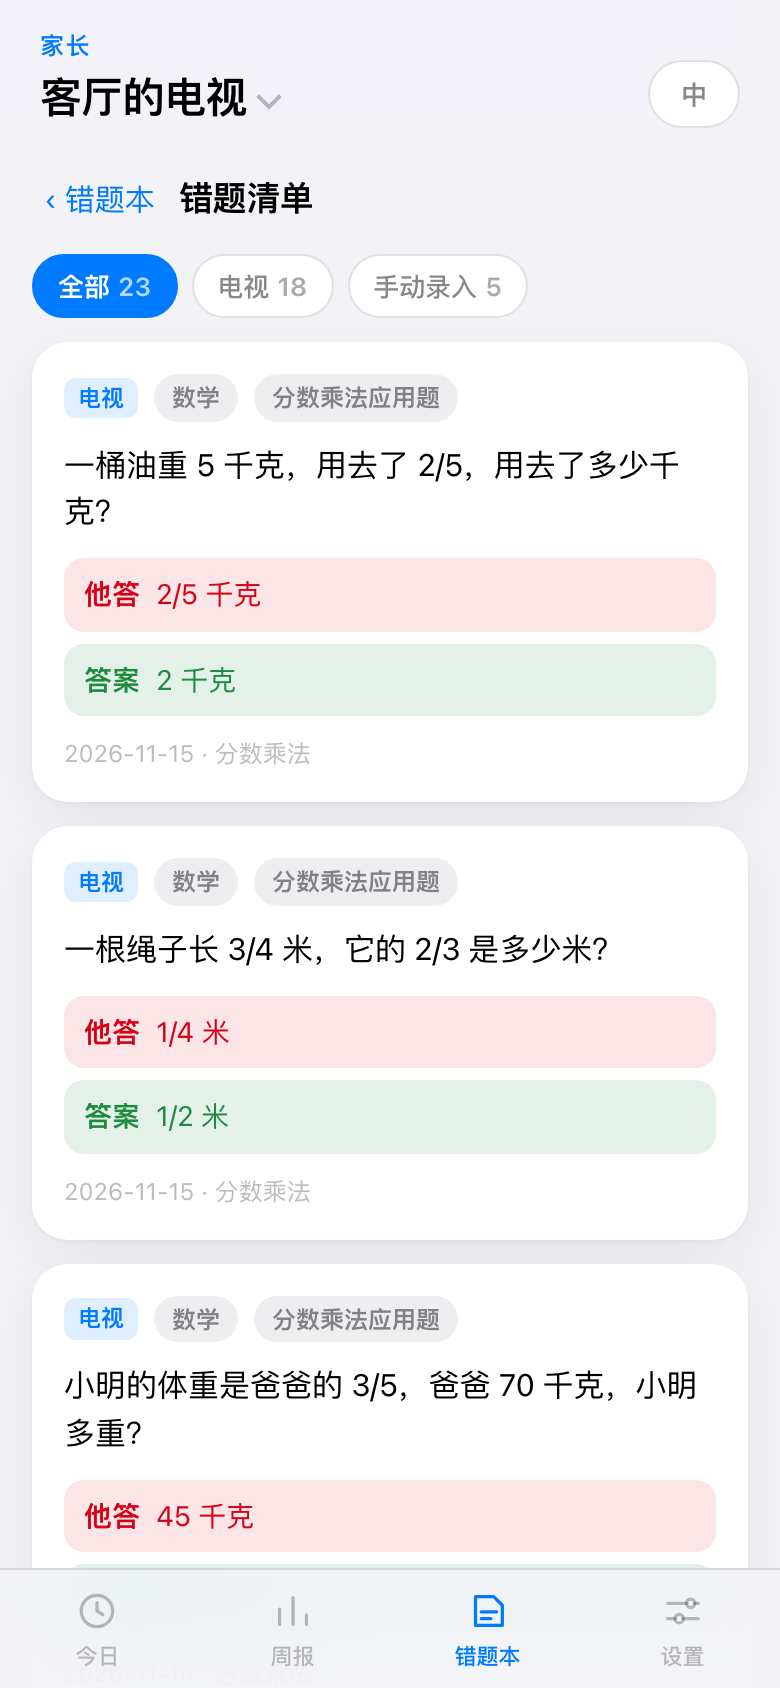 家长
客厅的电视
中
‹ 错题本 错题清单
全部 23 电视 18 手动录入 5
电视 数学 分数乘法应用题
一桶油重 5 千克，用去了 2/5，用去了多少千
克？
他答 2/5 千克
答案 2 千克
2026-11-15 · 分数乘法
电视 数学 分数乘法应用题
一根绳子长 3/4 米，它的 2/3 是多少米？
他答 1/4 米
答案 1/2 米
2026-11-15 · 分数乘法
电视 数学 分数乘法应用题
小明的体重是爸爸的 3/5，爸爸 70 千克，小明
多重？
他答 45 千克
今日 周报 错题本 设置